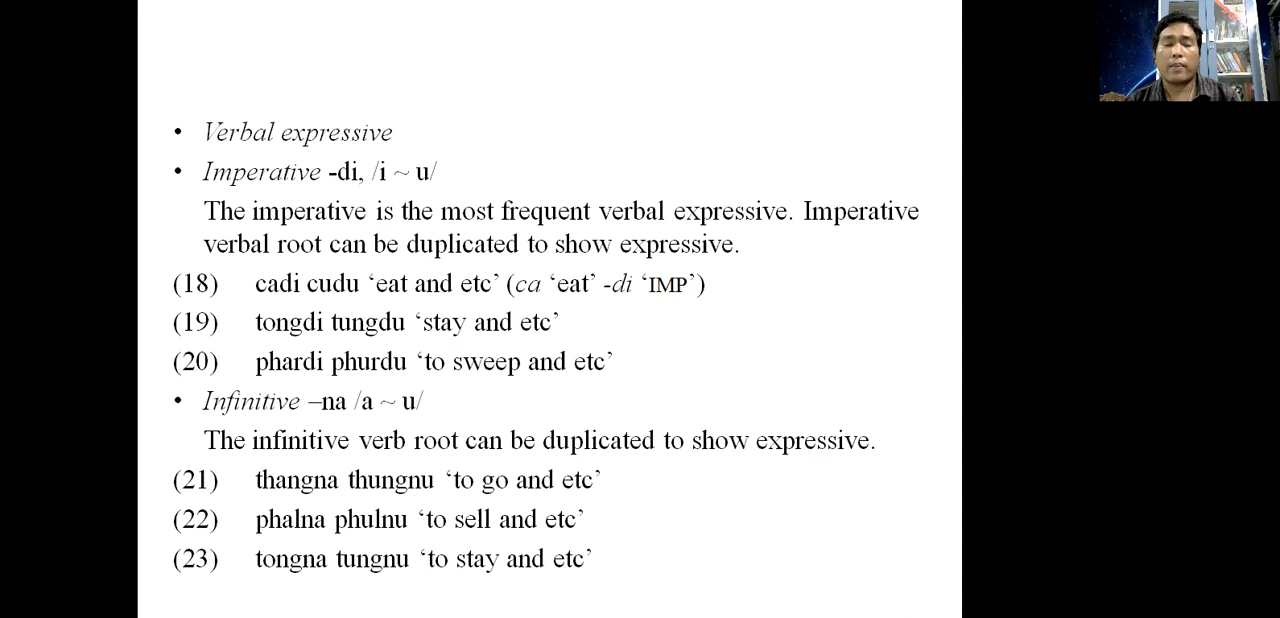 • Verbal expressive
• Imperative -di, /i ~ u/
The imperative is the most frequent verbal expressive. Imperative
verbal root can be duplicated to show expressive.
(18) cadi cudu ‘eat and etc’ (ca ‘eat’ -di ‘IMP’)
(19) tongdi tungdu ‘stay and etc’
(20) phardi phurdu ‘to sweep and etc’
• Infinitive –na /a ~ u/
The infinitive verb root can be duplicated to show expressive.
(21) thangna thungnu ‘to go and etc’
(22) phalna phulnu ‘to sell and etc’
(23) tongna tungnu ‘to stay and etc’